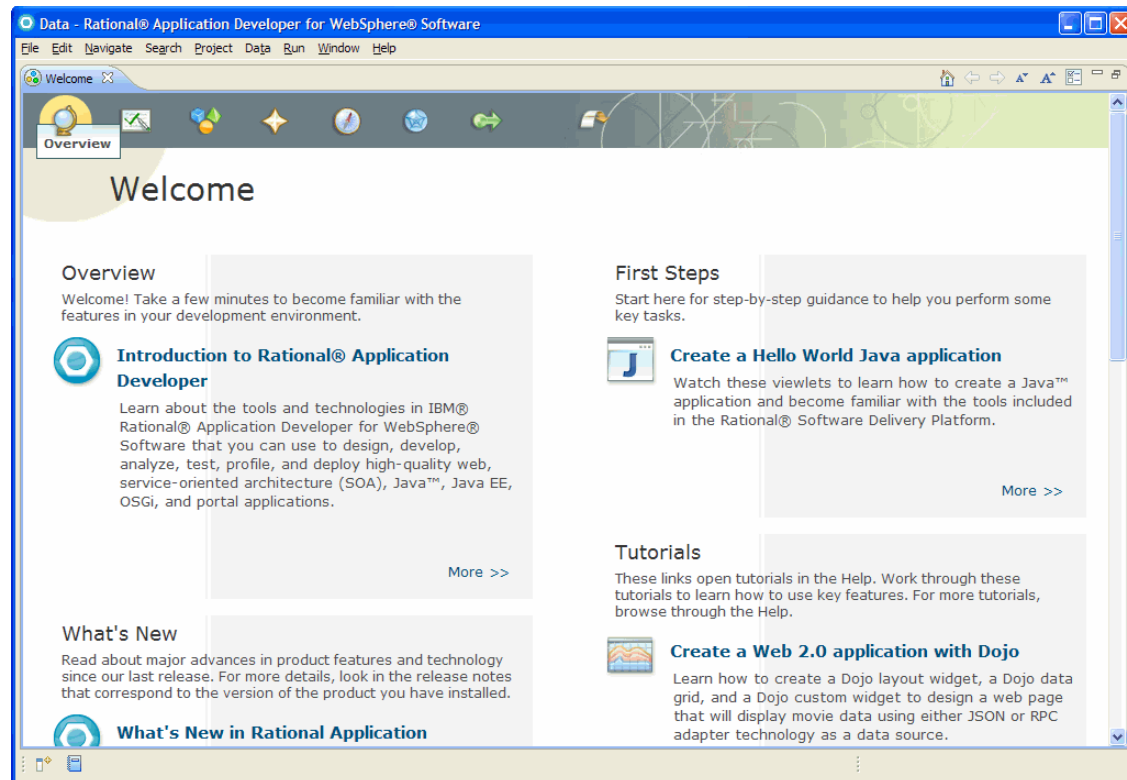 Data - Rational® Application Developer for WebSphere® Software
File Edit Navigate Search Project Data Run Window Help
Welcome
Overview
Welcome
Overview
Welcome! Take a few minutes to become familiar with the
features in your development environment.
Introduction to Rational® Application
Developer
Learn about the tools and technologies in IBM®
Rational® Application Developer for WebSphere®
Software that you can use to design, develop,
analyze, test, profile, and deploy high-quality web,
service-oriented architecture (SOA), Java™, Java EE,
OSGi, and portal applications.
More >>
What's New
Read about major advances in product features and technology
since our last release. For more details, look in the release notes
that correspond to the version of the product you have installed.
What's New in Rational Application
First Steps
Start here for step-by-step guidance to help you perform some
key tasks.
Create a Hello World Java application
Watch these viewlets to learn how to create a Java™
application and become familiar with the tools included
in the Rational® Software Delivery Platform.
More >>
Tutorials
These links open tutorials in the Help. Work through these
tutorials to learn how to use key features. For more tutorials,
browse through the Help.
Create a Web 2.0 application with Dojo
Learn how to create a Dojo layout widget, a Dojo data
grid, and a Dojo custom widget to design a web page
that will display movie data using either JSON or RPC
adapter technology as a data source.